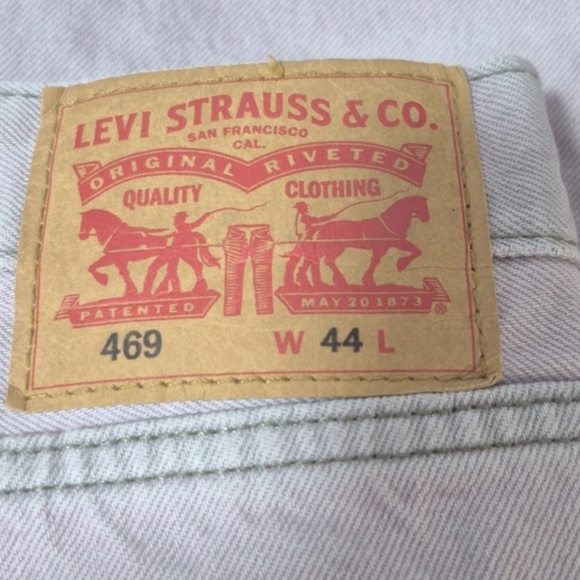 LEVI STRAUSS & CO.
SAN FRANCISCO
CAL.
ORIGINAL RIVETED
QUALITY CLOTHING
PATENTED MAY 20 1873 ®
469 W 44 L